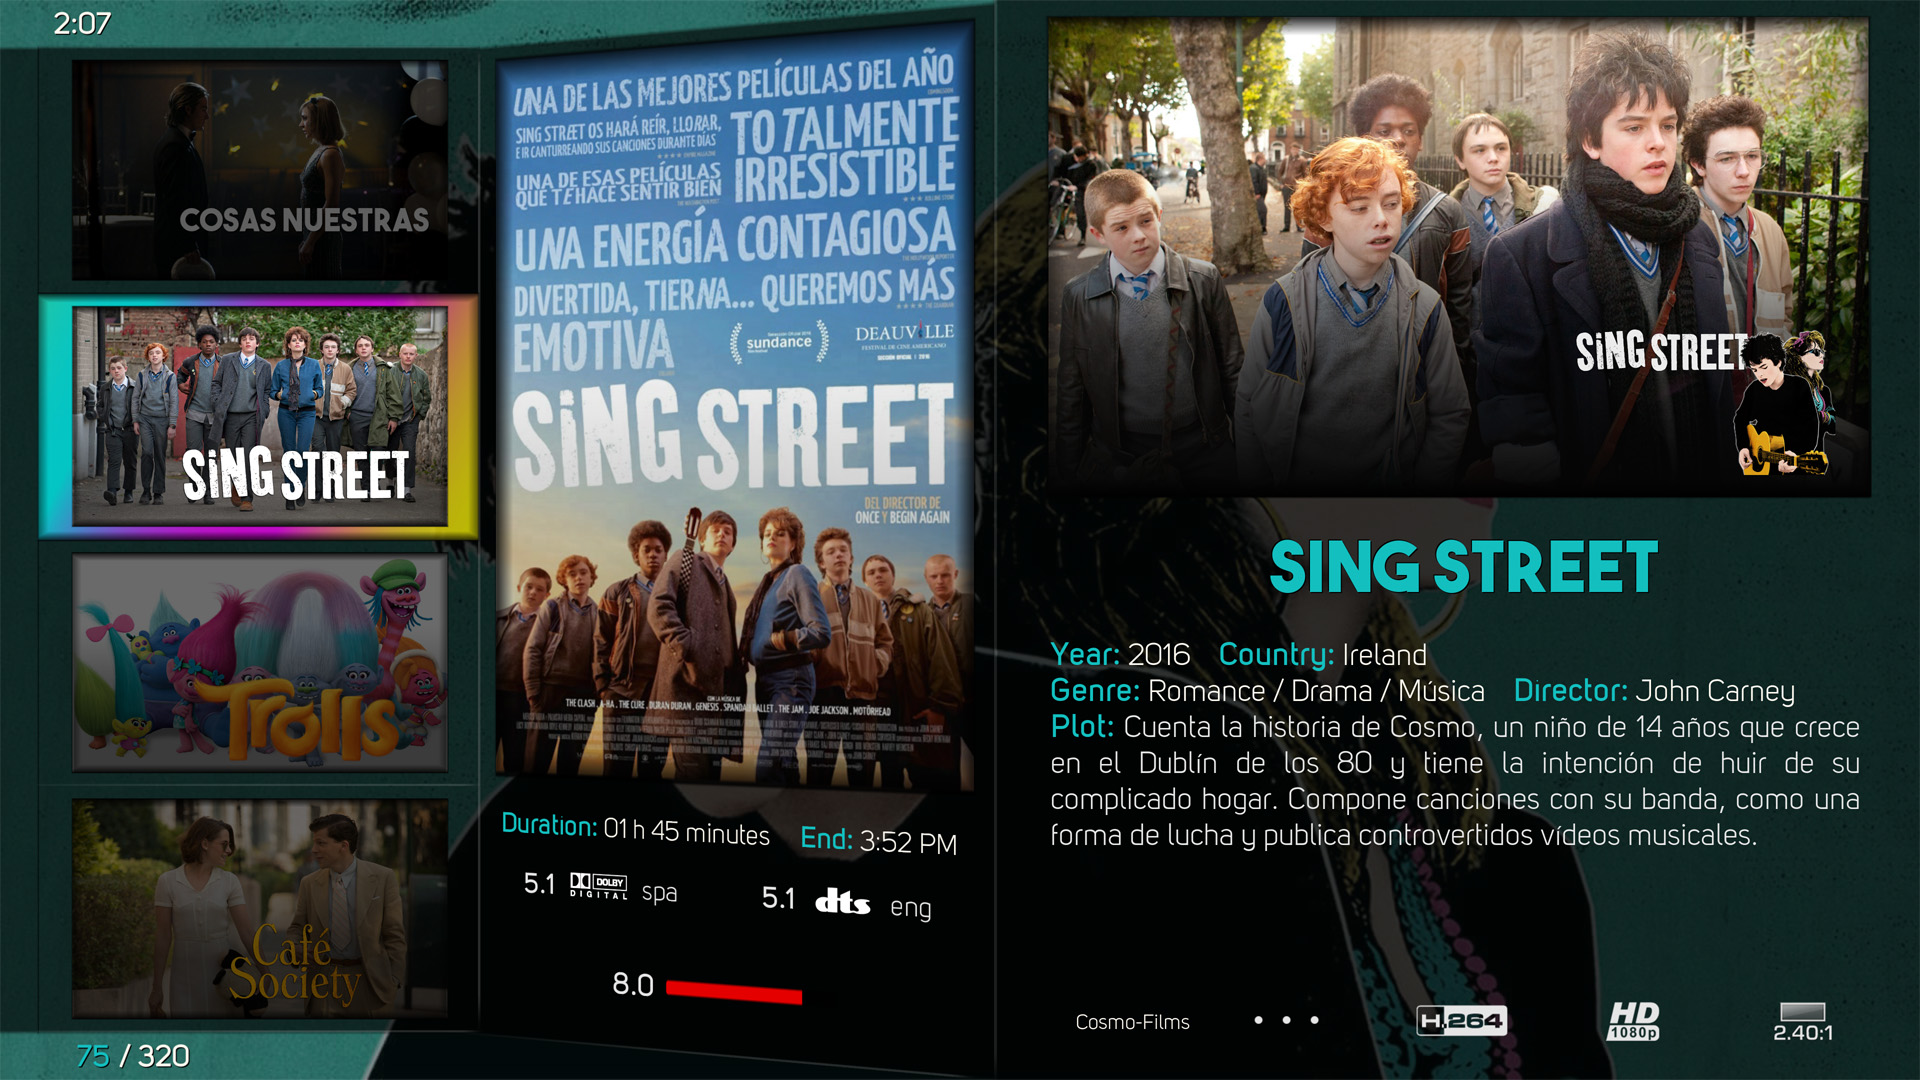 2:07
COSAS NUESTRAS
SiNG STREET
Trolls
Café
Society
75 / 320
UNA DE LAS MEJORES PELÍCULAS DEL AÑO
SING STREET OS HARÁ REÍR, LLORAR,
E IR CANTURREANDO SUS CANCIONES DURANTE DÍAS
TOTALMENTE
IRRESISTIBLE
UNA DE ESAS PELÍCULAS
QUE TE HACE SENTIR BIEN
UNA ENERGÍA CONTAGIOSA
DIVERTIDA, TIERNA... QUEREMOS MÁS
EMOTIVA
sundance
DEAUVILLE
FESTIVAL DE CINE AMERICANO
SiNG STREET
DEL DIRECTOR DE
ONCE Y BEGIN AGAIN
CON LA MÚSICA DE
THE CLASH . A-HA . THE CURE . DURAN DURAN . GENESIS . SPANDAU BALLET . THE JAM . JOE JACKSON . MOTÖRHEAD
Duration: 01 h 45 minutes End: 3:52 PM
5.1 DOLBY DIGITAL spa 5.1 dts eng
8.0
SiNG STREET
SING STREET
Year: 2016 Country: Ireland
Genre: Romance / Drama / Música Director: John Carney
Plot: Cuenta la historia de Cosmo, un niño de 14 años que crece
en el Dublín de los 80 y tiene la intención de huir de su
complicado hogar. Compone canciones con su banda, como una
forma de lucha y publica controvertidos vídeos musicales.
Cosmo-Films • • • H.264 HD 1080p 2.40:1